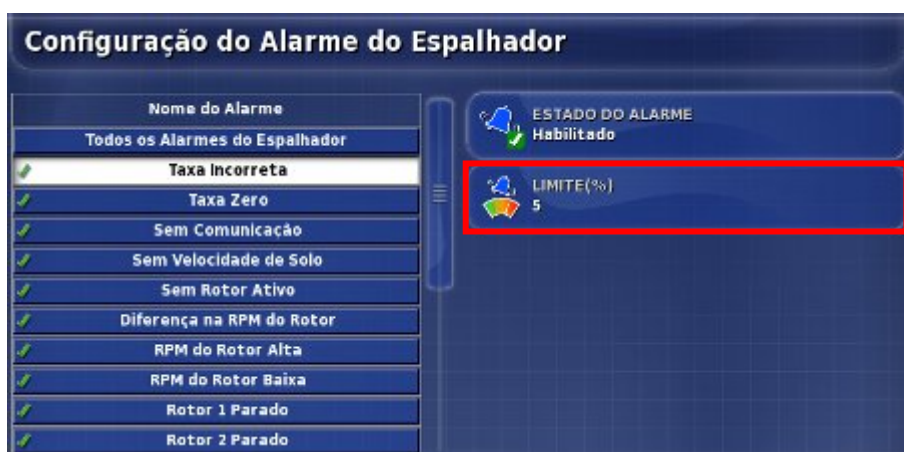 Configuração do Alarme do Espalhador
Nome do Alarme
Todos os Alarmes do Espalhador
Taxa Incorreta
Taxa Zero
Sem Comunicação
Sem Velocidade de Solo
Sem Rotor Ativo
Diferença na RPM do Rotor
RPM do Rotor Alta
RPM do Rotor Baixa
Rotor 1 Parado
Rotor 2 Parado
ESTADO DO ALARME
Habilitado
LIMITE(%)
5